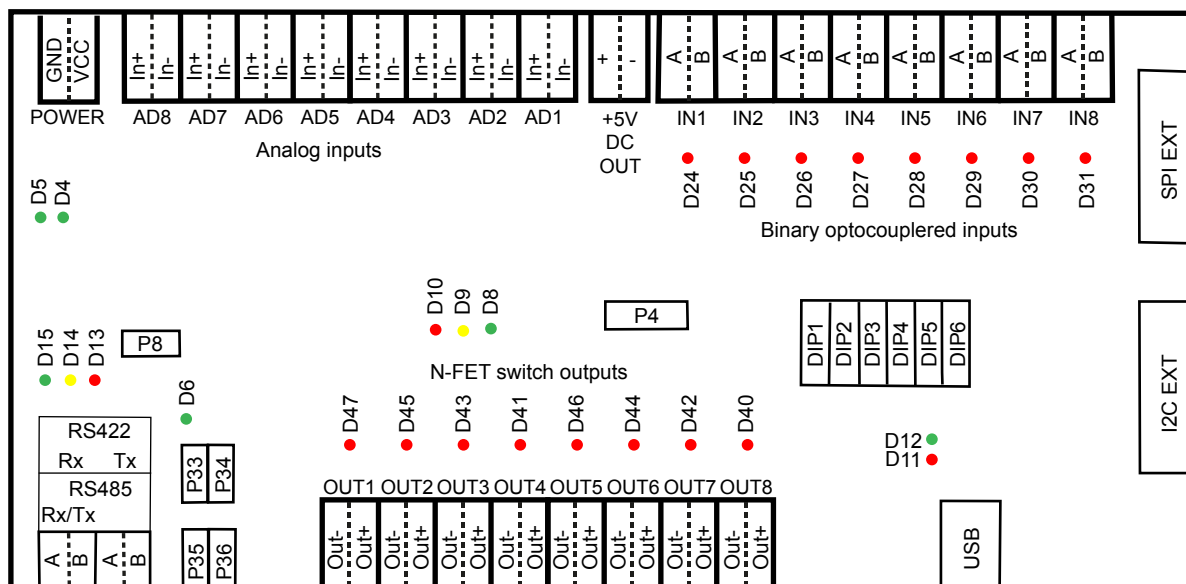 GND VCC In+ In- In+ In- In+ In- In+ In- In+ In- In+ In- In+ In- In+ In- + - A B A B A B A B A B A B A B A B
POWER AD8 AD7 AD6 AD5 AD4 AD3 AD2 AD1 +5V IN1 IN2 IN3 IN4 IN5 IN6 IN7 IN8
Analog inputs
DC
OUT
SPI EXT
D24 D25 D26 D27 D28 D29 D30 D31
D5 D4
Binary optocouplered inputs
D10 D9 D8
P4
D15 D14 D13
P8
DIP1 DIP2 DIP3 DIP4 DIP5 DIP6
I2C EXT
N-FET switch outputs
D6
D47 D45 D43 D41 D46 D44 D42 D40
RS422
Rx Tx
D12
D11
P33 P34
RS485
Rx/Tx
OUT1 OUT2 OUT3 OUT4 OUT5 OUT6 OUT7 OUT8
A B A B
P35 P36
Out- Out+ Out- Out+ Out- Out+ Out- Out+ Out- Out+ Out- Out+ Out- Out+ Out- Out+
USB